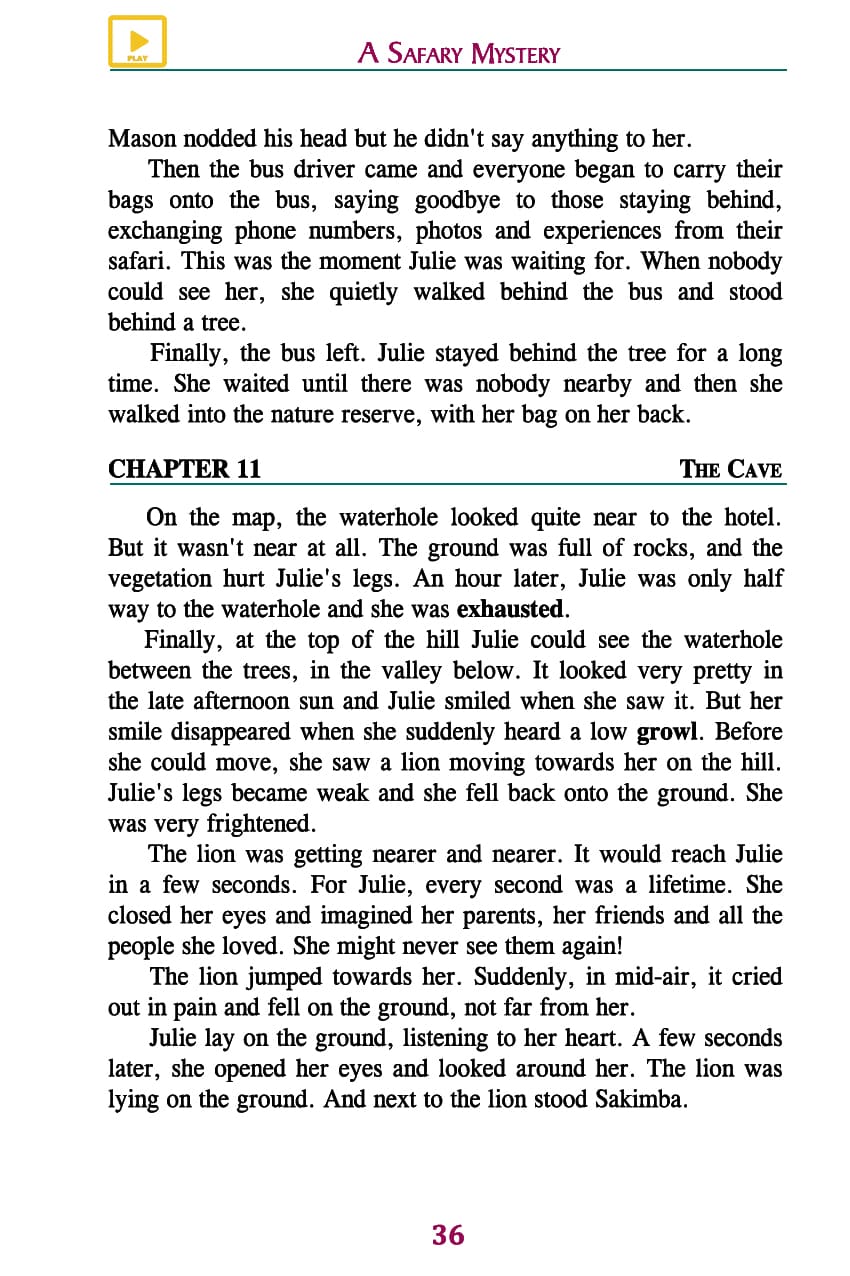 PLAY
A SAFARY MYSTERY
Mason nodded his head but he didn't say anything to her.
Then the bus driver came and everyone began to carry their
bags onto the bus, saying goodbye to those staying behind,
exchanging phone numbers, photos and experiences from their
safari. This was the moment Julie was waiting for. When nobody
could see her, she quietly walked behind the bus and stood
behind a tree.
Finally, the bus left. Julie stayed behind the tree for a long
time. She waited until there was nobody nearby and then she
walked into the nature reserve, with her bag on her back.
CHAPTER 11 THE CAVE
On the map, the waterhole looked quite near to the hotel.
But it wasn't near at all. The ground was full of rocks, and the
vegetation hurt Julie's legs. An hour later, Julie was only half
way to the waterhole and she was exhausted.
Finally, at the top of the hill Julie could see the waterhole
between the trees, in the valley below. It looked very pretty in
the late afternoon sun and Julie smiled when she saw it. But her
smile disappeared when she suddenly heard a low growl. Before
she could move, she saw a lion moving towards her on the hill.
Julie's legs became weak and she fell back onto the ground. She
was very frightened.
The lion was getting nearer and nearer. It would reach Julie
in a few seconds. For Julie, every second was a lifetime. She
closed her eyes and imagined her parents, her friends and all the
people she loved. She might never see them again!
The lion jumped towards her. Suddenly, in mid-air, it cried
out in pain and fell on the ground, not far from her.
Julie lay on the ground, listening to her heart. A few seconds
later, she opened her eyes and looked around her. The lion was
lying on the ground. And next to the lion stood Sakimba.
36